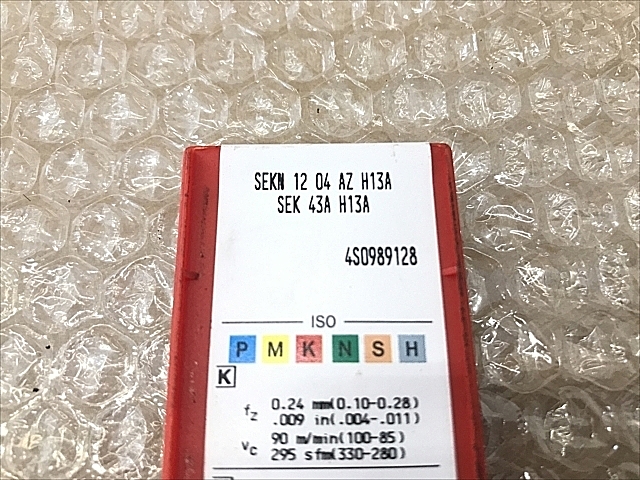 SEKN 12 04 AZ H13A
SEK 43A H13A
4S0989128
ISO
P M K N S H
K
fz 0.24 mm(0.10-0.28)
.009 in(.004-.011)
vc 90 m/min(100-85)
295 sfm(330-280)